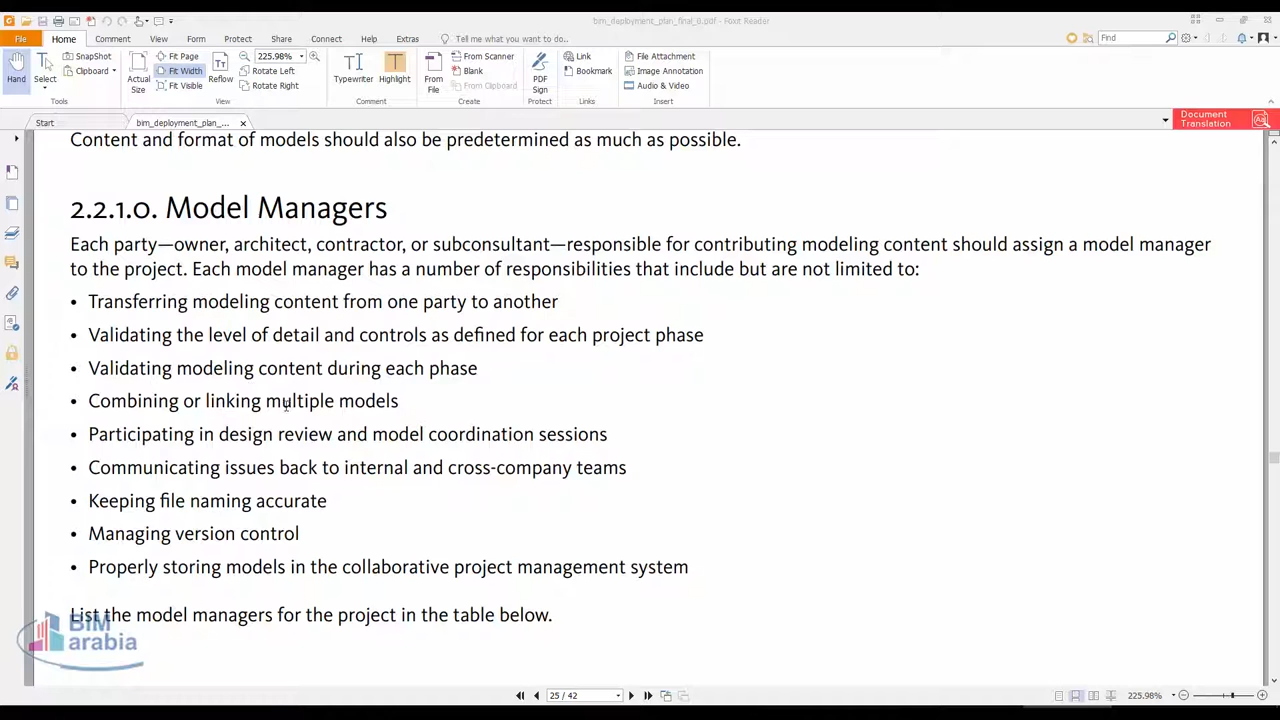 bim_deployment_plan_final_0.pdf - Foxit Reader
File Home Comment View Form Protect Share Connect Help Extras Tell me what you want to do... Find
Hand
Select
SnapShot
Clipboard
Tools
Actual Size
Fit Page
Fit Width
Fit Visible
Reflow
225.98%
Rotate Left
Rotate Right
View
Typewriter
Highlight
Comment
From File
From Scanner
Blank
From Clipboard
Create
PDF Sign
Protect
Link
Bookmark
Links
File Attachment
Image Annotation
Audio & Video
Insert
Start bim_deployment_plan_...
Document Translation
Content and format of models should also be predetermined as much as possible.
2.2.1.0. Model Managers
Each party—owner, architect, contractor, or subconsultant—responsible for contributing modeling content should assign a model manager
to the project. Each model manager has a number of responsibilities that include but are not limited to:
• Transferring modeling content from one party to another
• Validating the level of detail and controls as defined for each project phase
• Validating modeling content during each phase
• Combining or linking multiple models
• Participating in design review and model coordination sessions
• Communicating issues back to internal and cross-company teams
• Keeping file naming accurate
• Managing version control
• Properly storing models in the collaborative project management system
List the model managers for the project in the table below.
BIM
arabia
25 / 42
225.98%